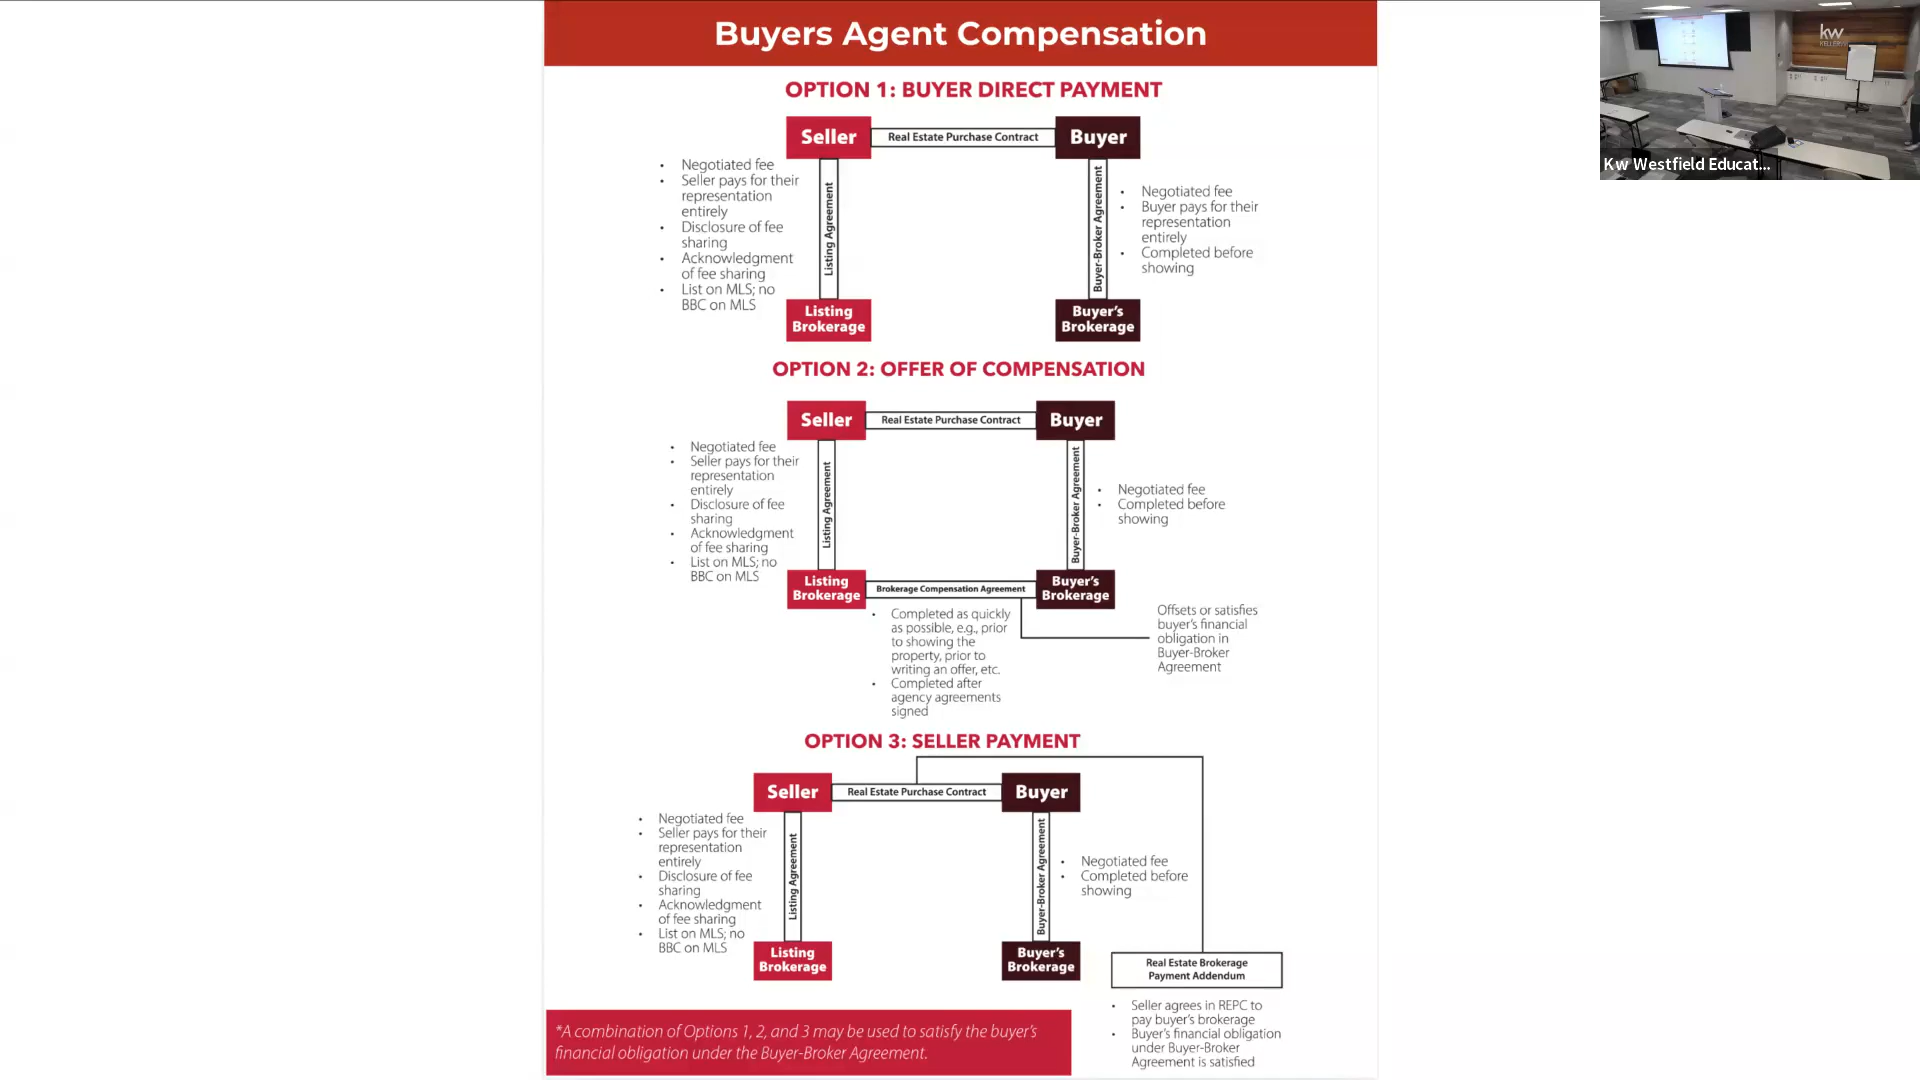 Buyers Agent Compensation
OPTION 1: BUYER DIRECT PAYMENT
Seller
Real Estate Purchase Contract
Buyer
• Negotiated fee
• Seller pays for their
representation
entirely
• Disclosure of fee
sharing
• Acknowledgment
of fee sharing
• List on MLS; no
BBC on MLS
Listing Agreement
Buyer-Broker Agreement
• Negotiated fee
• Buyer pays for their
representation
entirely
• Completed before
showing
Listing
Brokerage
Buyer's
Brokerage
OPTION 2: OFFER OF COMPENSATION
Seller
Real Estate Purchase Contract
Buyer
• Negotiated fee
• Seller pays for their
representation
entirely
• Disclosure of fee
sharing
• Acknowledgment
of fee sharing
• List on MLS; no
BBC on MLS
Listing Agreement
Buyer-Broker Agreement
• Negotiated fee
• Completed before
showing
Listing
Brokerage
Brokerage Compensation Agreement
Buyer's
Brokerage
• Completed as quickly
as possible, e.g., prior
to showing the
property, prior to
writing an offer, etc.
• Completed after
agency agreements
signed
Offsets or satisfies
buyer's financial
obligation in
Buyer-Broker
Agreement
OPTION 3: SELLER PAYMENT
Seller
Real Estate Purchase Contract
Buyer
• Negotiated fee
• Seller pays for their
representation
entirely
• Disclosure of fee
sharing
• Acknowledgment
of fee sharing
• List on MLS; no
BBC on MLS
Listing Agreement
Buyer-Broker Agreement
• Negotiated fee
• Completed before
showing
Listing
Brokerage
Buyer's
Brokerage
Real Estate Brokerage
Payment Addendum
• Seller agrees in REPC to
pay buyer's brokerage
• Buyer's financial obligation
under Buyer-Broker
Agreement is satisfied
*A combination of Options 1, 2, and 3 may be used to satisfy the buyer's
financial obligation under the Buyer-Broker Agreement.
kw
Kw Westfield Educat...